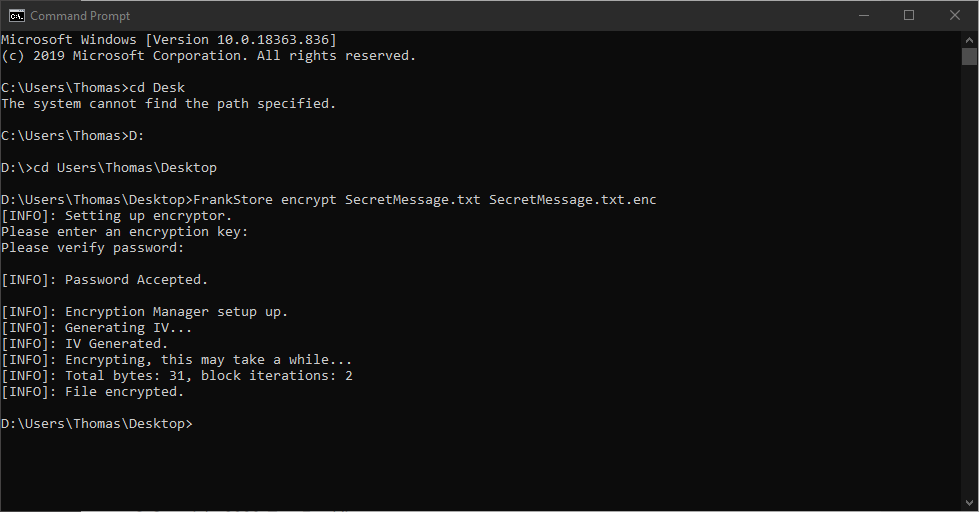 Command Prompt
Microsoft Windows [Version 10.0.18363.836]
(c) 2019 Microsoft Corporation. All rights reserved.
C:\Users\Thomas>cd Desk
The system cannot find the path specified.
C:\Users\Thomas>D:
D:\>cd Users\Thomas\Desktop
D:\Users\Thomas\Desktop>FrankStore encrypt SecretMessage.txt SecretMessage.txt.enc
[INFO]: Setting up encryptor.
Please enter an encryption key:
Please verify password:
[INFO]: Password Accepted.
[INFO]: Encryption Manager setup up.
[INFO]: Generating IV...
[INFO]: IV Generated.
[INFO]: Encrypting, this may take a while...
[INFO]: Total bytes: 31, block iterations: 2
[INFO]: File encrypted.
D:\Users\Thomas\Desktop>